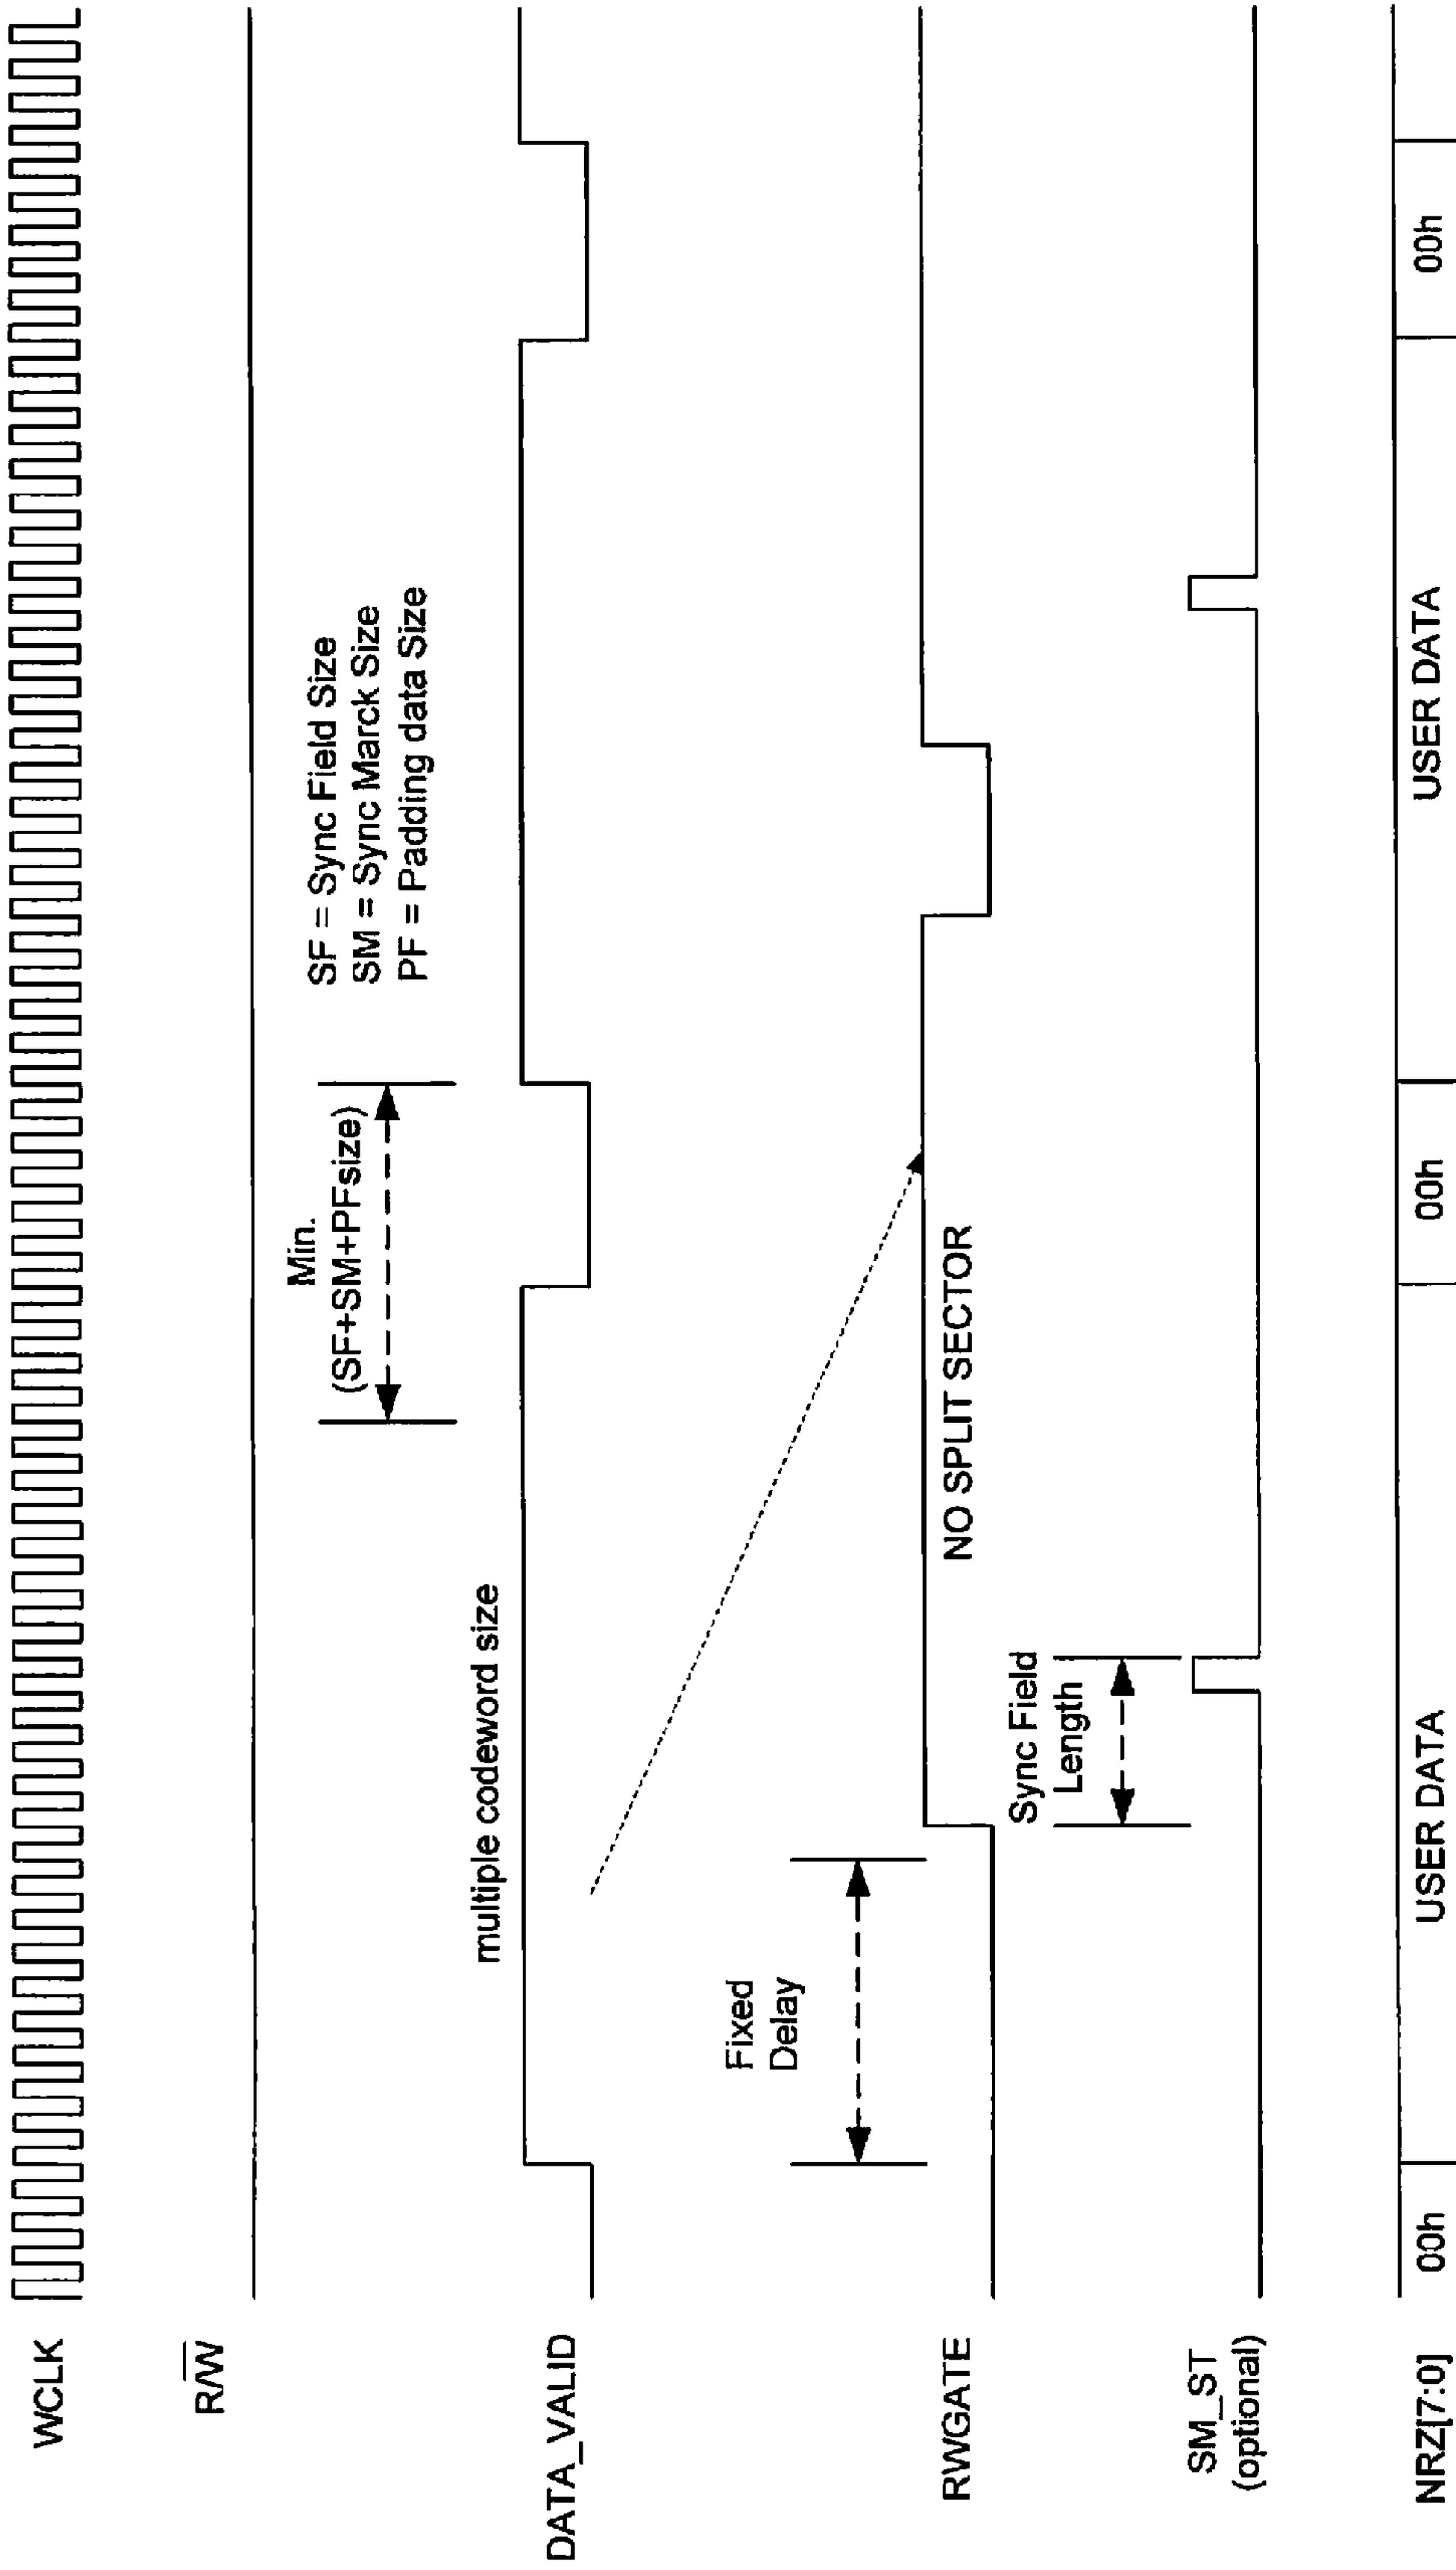 WCLK
R/W
Min.
(SF+SM+PFsize)
SF = Sync Field Size
SM = Sync Marck Size
PF = Padding data Size
multiple codeword size
DATA_VALID
Fixed
Delay
RWGATE
NO SPLIT SECTOR
Sync Field
Length
SM_ST
(optional)
NRZ[7:0]
00h
USER DATA
00h
USER DATA
00h